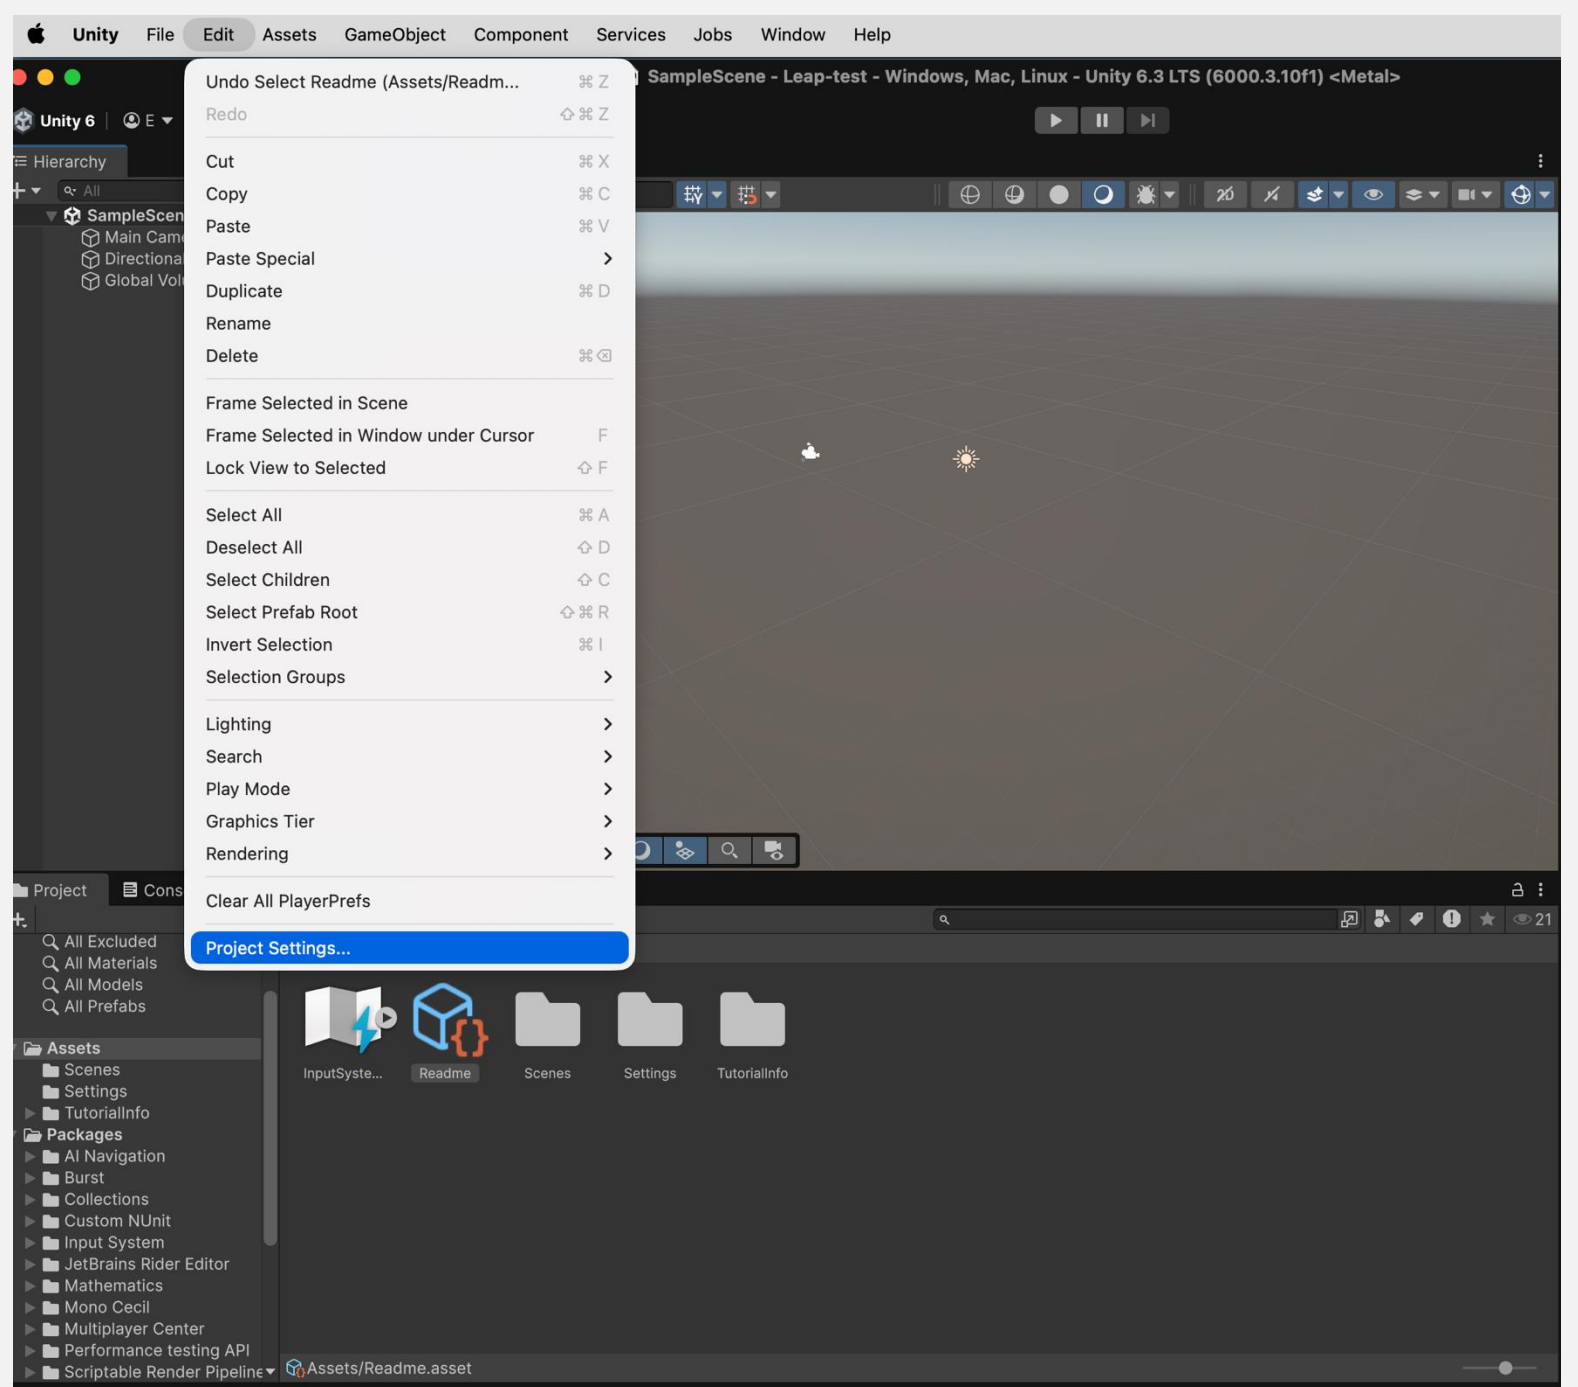 Unity File Edit Assets GameObject Component Services Jobs Window Help
SampleScene - Leap-test - Windows, Mac, Linux - Unity 6.3 LTS (6000.3.10f1) <Metal>
Unity 6 E
Hierarchy
All
SampleScen
Main Came
Directional
Global Volu
Undo Select Readme (Assets/Readm... ⌘ Z
Redo ⇧ ⌘ Z
Cut ⌘ X
Copy ⌘ C
Paste ⌘ V
Paste Special
Duplicate ⌘ D
Rename
Delete ⌘ ⌫
Frame Selected in Scene
Frame Selected in Window under Cursor F
Lock View to Selected ⇧ F
Select All ⌘ A
Deselect All ⇧ D
Select Children ⇧ C
Select Prefab Root ⇧ ⌘ R
Invert Selection ⌘ I
Selection Groups
Lighting
Search
Play Mode
Graphics Tier
Rendering
Clear All PlayerPrefs
Project Settings...
2D
Project Cons
21
All Excluded
All Materials
All Models
All Prefabs
Assets
Scenes
Settings
TutorialInfo
Packages
AI Navigation
Burst
Collections
Custom NUnit
Input System
JetBrains Rider Editor
Mathematics
Mono Cecil
Multiplayer Center
Performance testing API
Scriptable Render Pipeline
InputSyste... Readme Scenes Settings TutorialInfo
Assets/Readme.asset